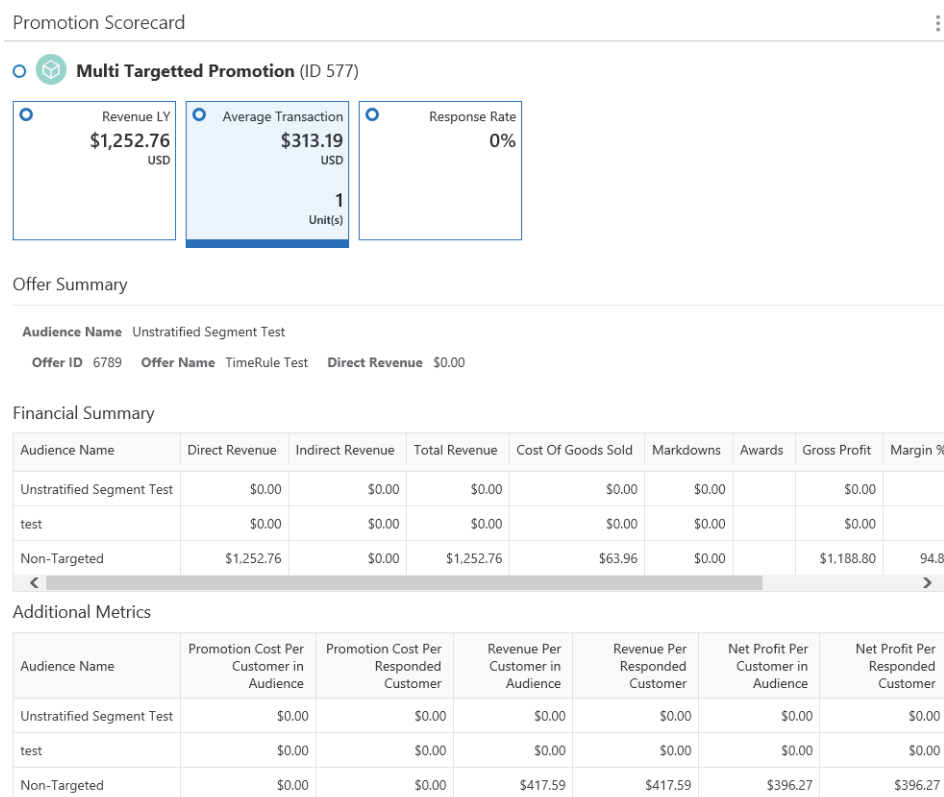 Promotion Scorecard
Multi Targetted Promotion (ID 577)
Revenue LY
$1,252.76
USD
Average Transaction
$313.19
USD
1
Unit(s)
Response Rate
0%
Offer Summary
Audience Name Unstratified Segment Test
Offer ID 6789 Offer Name TimeRule Test Direct Revenue $0.00
Financial Summary
Audience Name Direct Revenue Indirect Revenue Total Revenue Cost Of Goods Sold Markdowns Awards Gross Profit Margin %
Unstratified Segment Test $0.00 $0.00 $0.00 $0.00 $0.00 $0.00
test $0.00 $0.00 $0.00 $0.00 $0.00 $0.00
Non-Targeted $1,252.76 $0.00 $1,252.76 $63.96 $0.00 $1,188.80 94.8
Additional Metrics
Audience Name
Promotion Cost Per
Customer in
Audience
Promotion Cost Per
Responded
Customer
Revenue Per
Customer in
Audience
Revenue Per
Responded
Customer
Net Profit Per
Customer in
Audience
Net Profit Per
Responded
Customer
Unstratified Segment Test $0.00 $0.00 $0.00 $0.00 $0.00 $0.00
test $0.00 $0.00 $0.00 $0.00 $0.00 $0.00
Non-Targeted $0.00 $0.00 $417.59 $417.59 $396.27 $396.27